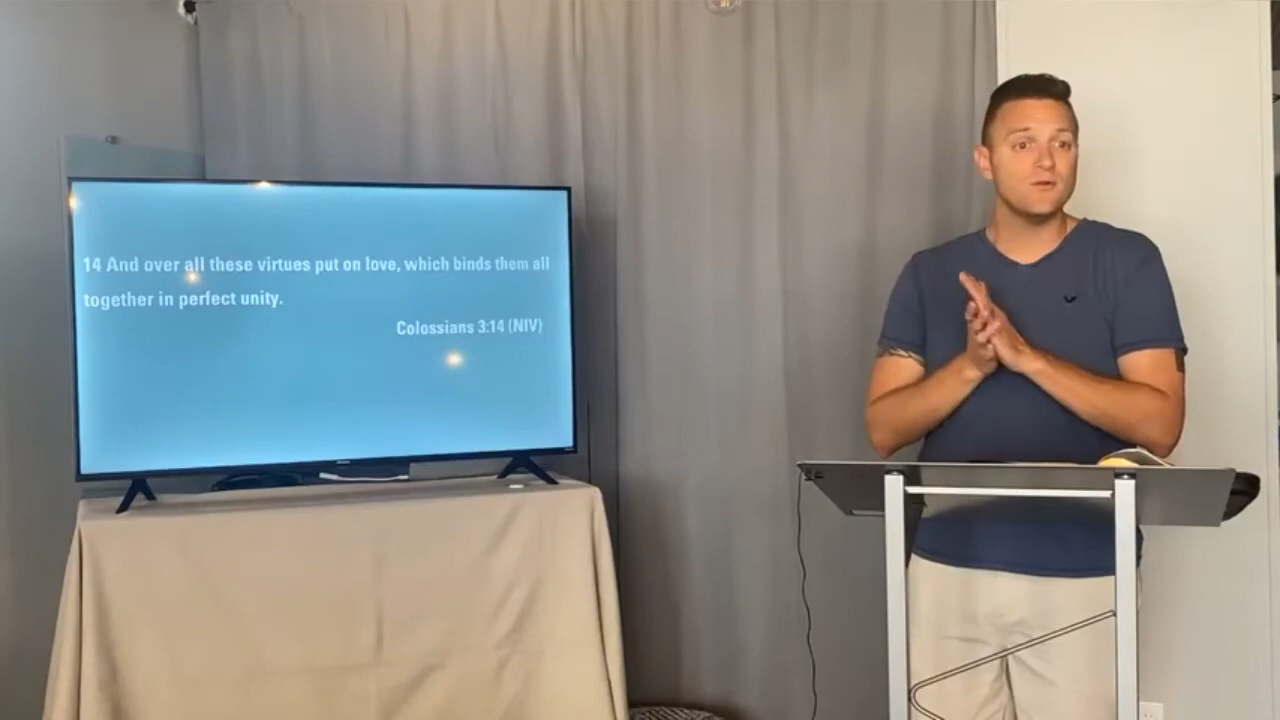 14 And over all these virtues put on love, which binds them all
together in perfect unity.
Colossians 3:14 (NIV)